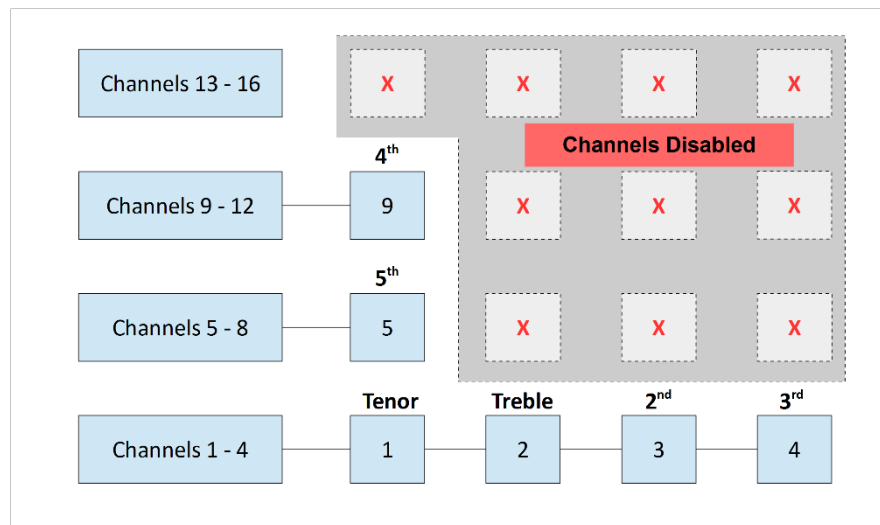 Channels 13 - 16 X X X X
Channels Disabled
4th
Channels 9 - 12 9 X X X
5th
Channels 5 - 8 5 X X X
Tenor Treble 2nd 3rd
Channels 1 - 4 1 2 3 4